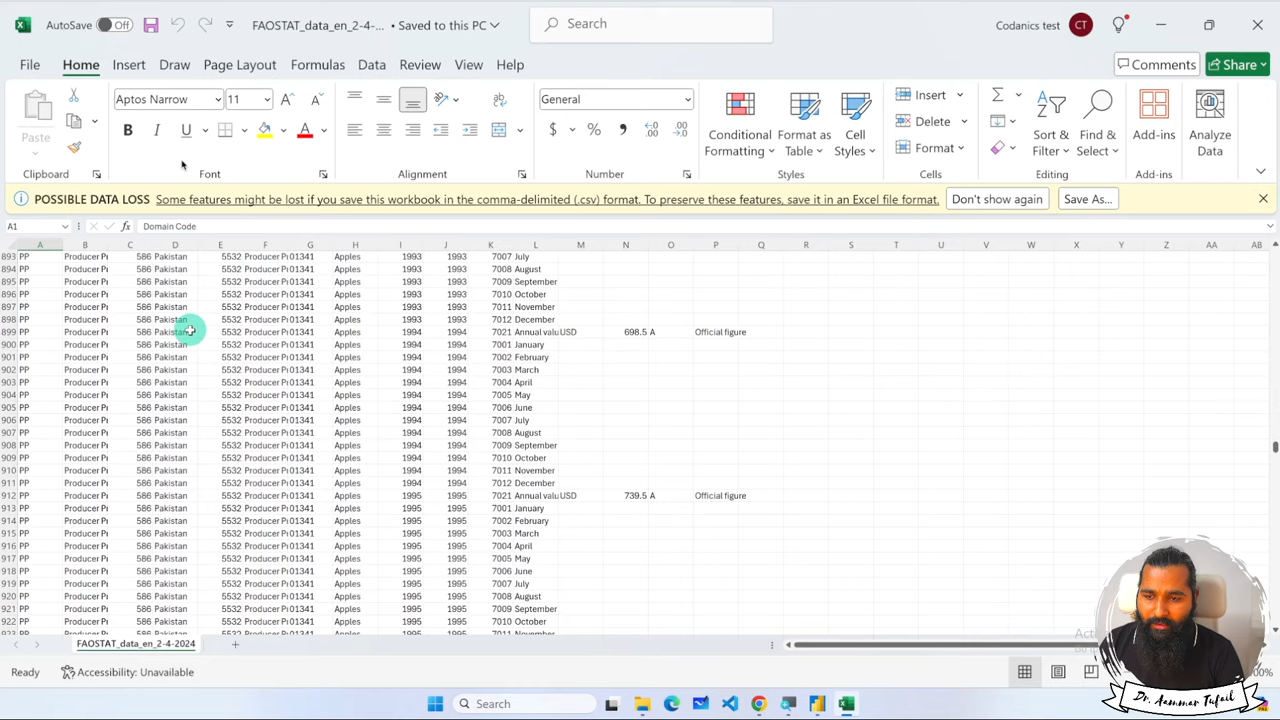 AutoSave Off FAOSTAT_data_en_2-4-... • Saved to this PC Search Codanics test CT
File Home Insert Draw Page Layout Formulas Data Review View Help Comments Share
Paste Aptos Narrow 11 General Conditional Formatting Format as Table Cell Styles Insert Delete Format Sort & Filter Find & Select Add-ins Analyze Data
Clipboard Font Alignment Number Styles Cells Editing Add-ins
POSSIBLE DATA LOSS Some features might be lost if you save this workbook in the comma-delimited (.csv) format. To preserve these features, save it in an Excel file format. Don't show again Save As...
A1 fx Domain Code
A B C D E F G H I J K L M N O P Q R S T U V W X Y Z AA AB
893 PP Producer Pr 586 Pakistan 5532 Producer Pr 01341 Apples 1993 1993 7007 July
894 PP Producer Pr 586 Pakistan 5532 Producer Pr 01341 Apples 1993 1993 7008 August
895 PP Producer Pr 586 Pakistan 5532 Producer Pr 01341 Apples 1993 1993 7009 September
896 PP Producer Pr 586 Pakistan 5532 Producer Pr 01341 Apples 1993 1993 7010 October
897 PP Producer Pr 586 Pakistan 5532 Producer Pr 01341 Apples 1993 1993 7011 November
898 PP Producer Pr 586 Pakistan 5532 Producer Pr 01341 Apples 1993 1993 7012 December
899 PP Producer Pr 586 Pakistan 5532 Producer Pr 01341 Apples 1994 1994 7021 Annual valu USD 698.5 A Official figure
900 PP Producer Pr 586 Pakistan 5532 Producer Pr 01341 Apples 1994 1994 7001 January
901 PP Producer Pr 586 Pakistan 5532 Producer Pr 01341 Apples 1994 1994 7002 February
902 PP Producer Pr 586 Pakistan 5532 Producer Pr 01341 Apples 1994 1994 7003 March
903 PP Producer Pr 586 Pakistan 5532 Producer Pr 01341 Apples 1994 1994 7004 April
904 PP Producer Pr 586 Pakistan 5532 Producer Pr 01341 Apples 1994 1994 7005 May
905 PP Producer Pr 586 Pakistan 5532 Producer Pr 01341 Apples 1994 1994 7006 June
906 PP Producer Pr 586 Pakistan 5532 Producer Pr 01341 Apples 1994 1994 7007 July
907 PP Producer Pr 586 Pakistan 5532 Producer Pr 01341 Apples 1994 1994 7008 August
908 PP Producer Pr 586 Pakistan 5532 Producer Pr 01341 Apples 1994 1994 7009 September
909 PP Producer Pr 586 Pakistan 5532 Producer Pr 01341 Apples 1994 1994 7010 October
910 PP Producer Pr 586 Pakistan 5532 Producer Pr 01341 Apples 1994 1994 7011 November
911 PP Producer Pr 586 Pakistan 5532 Producer Pr 01341 Apples 1994 1994 7012 December
912 PP Producer Pr 586 Pakistan 5532 Producer Pr 01341 Apples 1995 1995 7021 Annual valu USD 739.5 A Official figure
913 PP Producer Pr 586 Pakistan 5532 Producer Pr 01341 Apples 1995 1995 7001 January
914 PP Producer Pr 586 Pakistan 5532 Producer Pr 01341 Apples 1995 1995 7002 February
915 PP Producer Pr 586 Pakistan 5532 Producer Pr 01341 Apples 1995 1995 7003 March
916 PP Producer Pr 586 Pakistan 5532 Producer Pr 01341 Apples 1995 1995 7004 April
917 PP Producer Pr 586 Pakistan 5532 Producer Pr 01341 Apples 1995 1995 7005 May
918 PP Producer Pr 586 Pakistan 5532 Producer Pr 01341 Apples 1995 1995 7006 June
919 PP Producer Pr 586 Pakistan 5532 Producer Pr 01341 Apples 1995 1995 7007 July
920 PP Producer Pr 586 Pakistan 5532 Producer Pr 01341 Apples 1995 1995 7008 August
921 PP Producer Pr 586 Pakistan 5532 Producer Pr 01341 Apples 1995 1995 7009 September
922 PP Producer Pr 586 Pakistan 5532 Producer Pr 01341 Apples 1995 1995 7010 October
923 PP Producer Pr 586 Pakistan 5532 Producer Pr 01341 Apples 1995 1995 7011 November
FAOSTAT_data_en_2-4-2024
Ready Accessibility: Unavailable
Search
Dr. Aammar Tufail